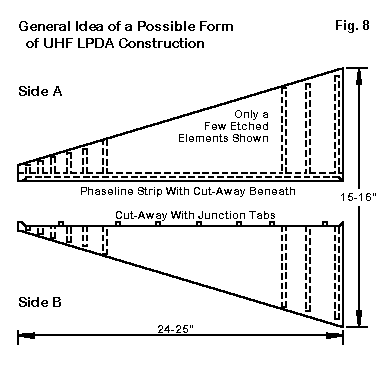 General Idea of a Possible Form
of UHF LPDA Construction
Fig. 8
Side A
Only a
Few Etched
Elements Shown
Phaseline Strip With Cut-Away Beneath
15-16"
Cut-Away With Junction Tabs
Side B
24-25"